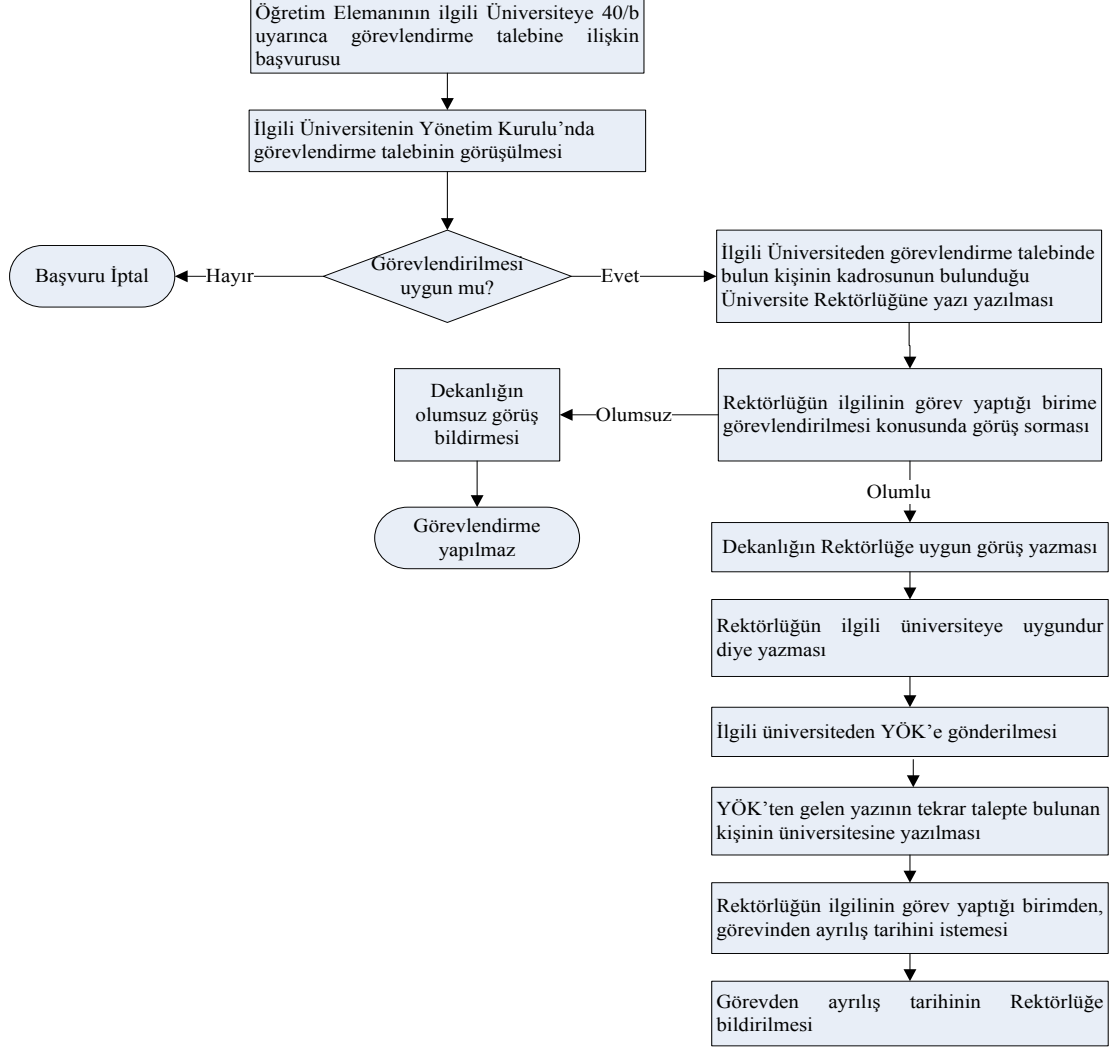 Öğretim Elemanının ilgili Üniversiteye 40/b
uyarınca görevlendirme talebine ilişkin
başvurusu
İlgili Üniversitenin Yönetim Kurulu’nda
görevlendirme talebinin görüşülmesi
Görevlendirilmesi
uygun mu?
Hayır
Başvuru İptal
Evet
İlgili Üniversiteden görevlendirme talebinde
bulun kişinin kadrosunun bulunduğu
Üniversite Rektörlüğüne yazı yazılması
Rektörlüğün ilgilinin görev yaptığı birime
görevlendirilmesi konusunda görüş sorması
Olumsuz
Dekanlığın
olumsuz görüş
bildirmesi
Görevlendirme
yapılmaz
Olumlu
Dekanlığın Rektörlüğe uygun görüş yazması
Rektörlüğün ilgili üniversiteye uygundur
diye yazması
İlgili üniversiteden YÖK’e gönderilmesi
YÖK’ten gelen yazının tekrar talepte bulunan
kişinin üniversitesine yazılması
Rektörlüğün ilgilinin görev yaptığı birimden,
görevinden ayrılış tarihini istemesi
Görevden ayrılış tarihinin Rektörlüğe
bildirilmesi